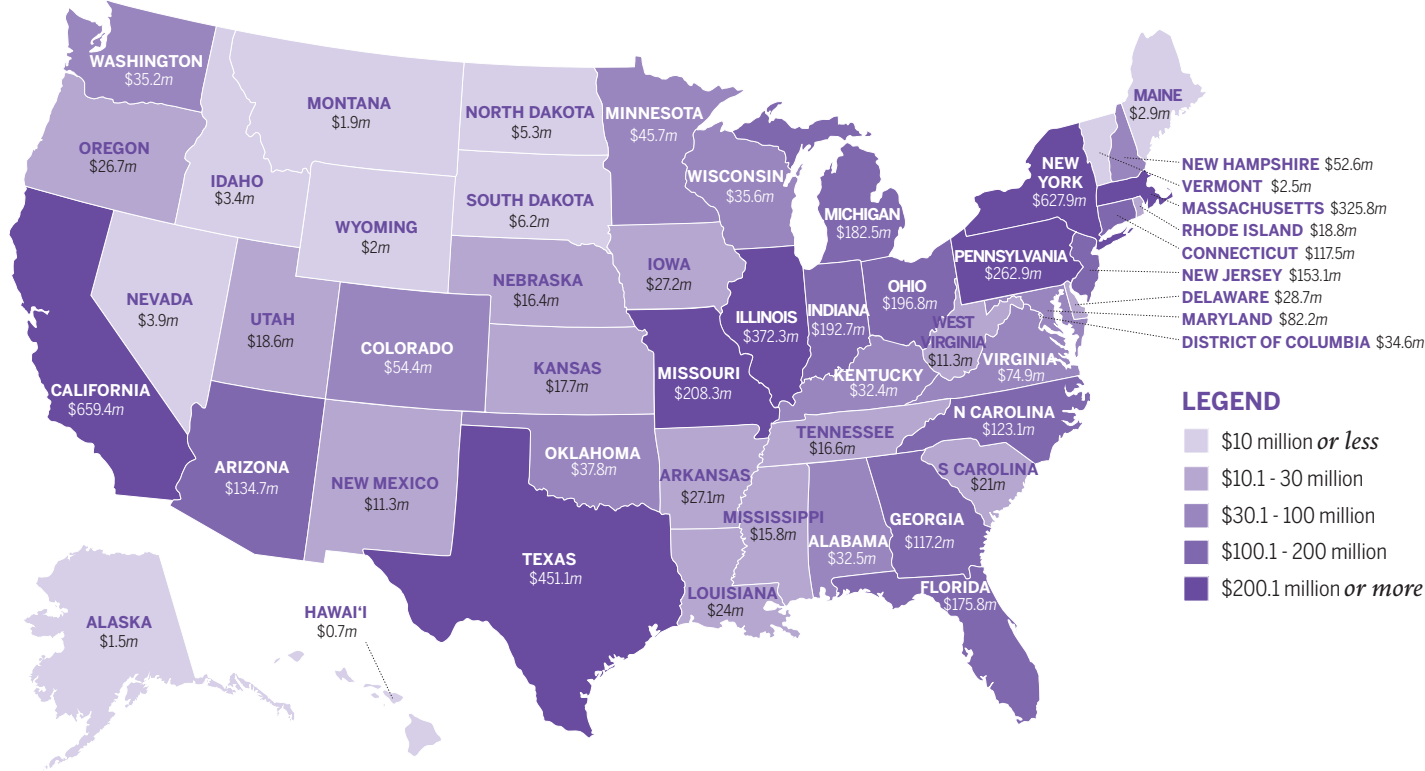 WASHINGTON
$35.2m
OREGON
$26.7m
CALIFORNIA
$659.4m
NEVADA
$3.9m
IDAHO
$3.4m
MONTANA
$1.9m
WYOMING
$2m
UTAH
$18.6m
ARIZONA
$134.7m
COLORADO
$54.4m
NEW MEXICO
$11.3m
NORTH DAKOTA
$5.3m
SOUTH DAKOTA
$6.2m
NEBRASKA
$16.4m
KANSAS
$17.7m
OKLAHOMA
$37.8m
TEXAS
$451.1m
MINNESOTA
$45.7m
IOWA
$27.2m
MISSOURI
$208.3m
ARKANSAS
$27.1m
LOUISIANA
$24m
WISCONSIN
$35.6m
ILLINOIS
$372.3m
MICHIGAN
$182.5m
INDIANA
$192.7m
OHIO
$196.8m
KENTUCKY
$32.4m
TENNESSEE
$16.6m
MISSISSIPPI
$15.8m
ALABAMA
$32.5m
GEORGIA
$117.2m
FLORIDA
$175.8m
S CAROLINA
$21m
N CAROLINA
$123.1m
VIRGINIA
$74.9m
WEST
VIRGINIA
$11.3m
PENNSYLVANIA
$262.9m
NEW
YORK
$627.9m
MAINE
$2.9m
NEW HAMPSHIRE $52.6m
VERMONT $2.5m
MASSACHUSETTS $325.8m
RHODE ISLAND $18.8m
CONNECTICUT $117.5m
NEW JERSEY $153.1m
DELAWARE $28.7m
MARYLAND $82.2m
DISTRICT OF COLUMBIA $34.6m
ALASKA
$1.5m
HAWAI‘I
$0.7m
LEGEND
$10 million or less
$10.1 - 30 million
$30.1 - 100 million
$100.1 - 200 million
$200.1 million or more